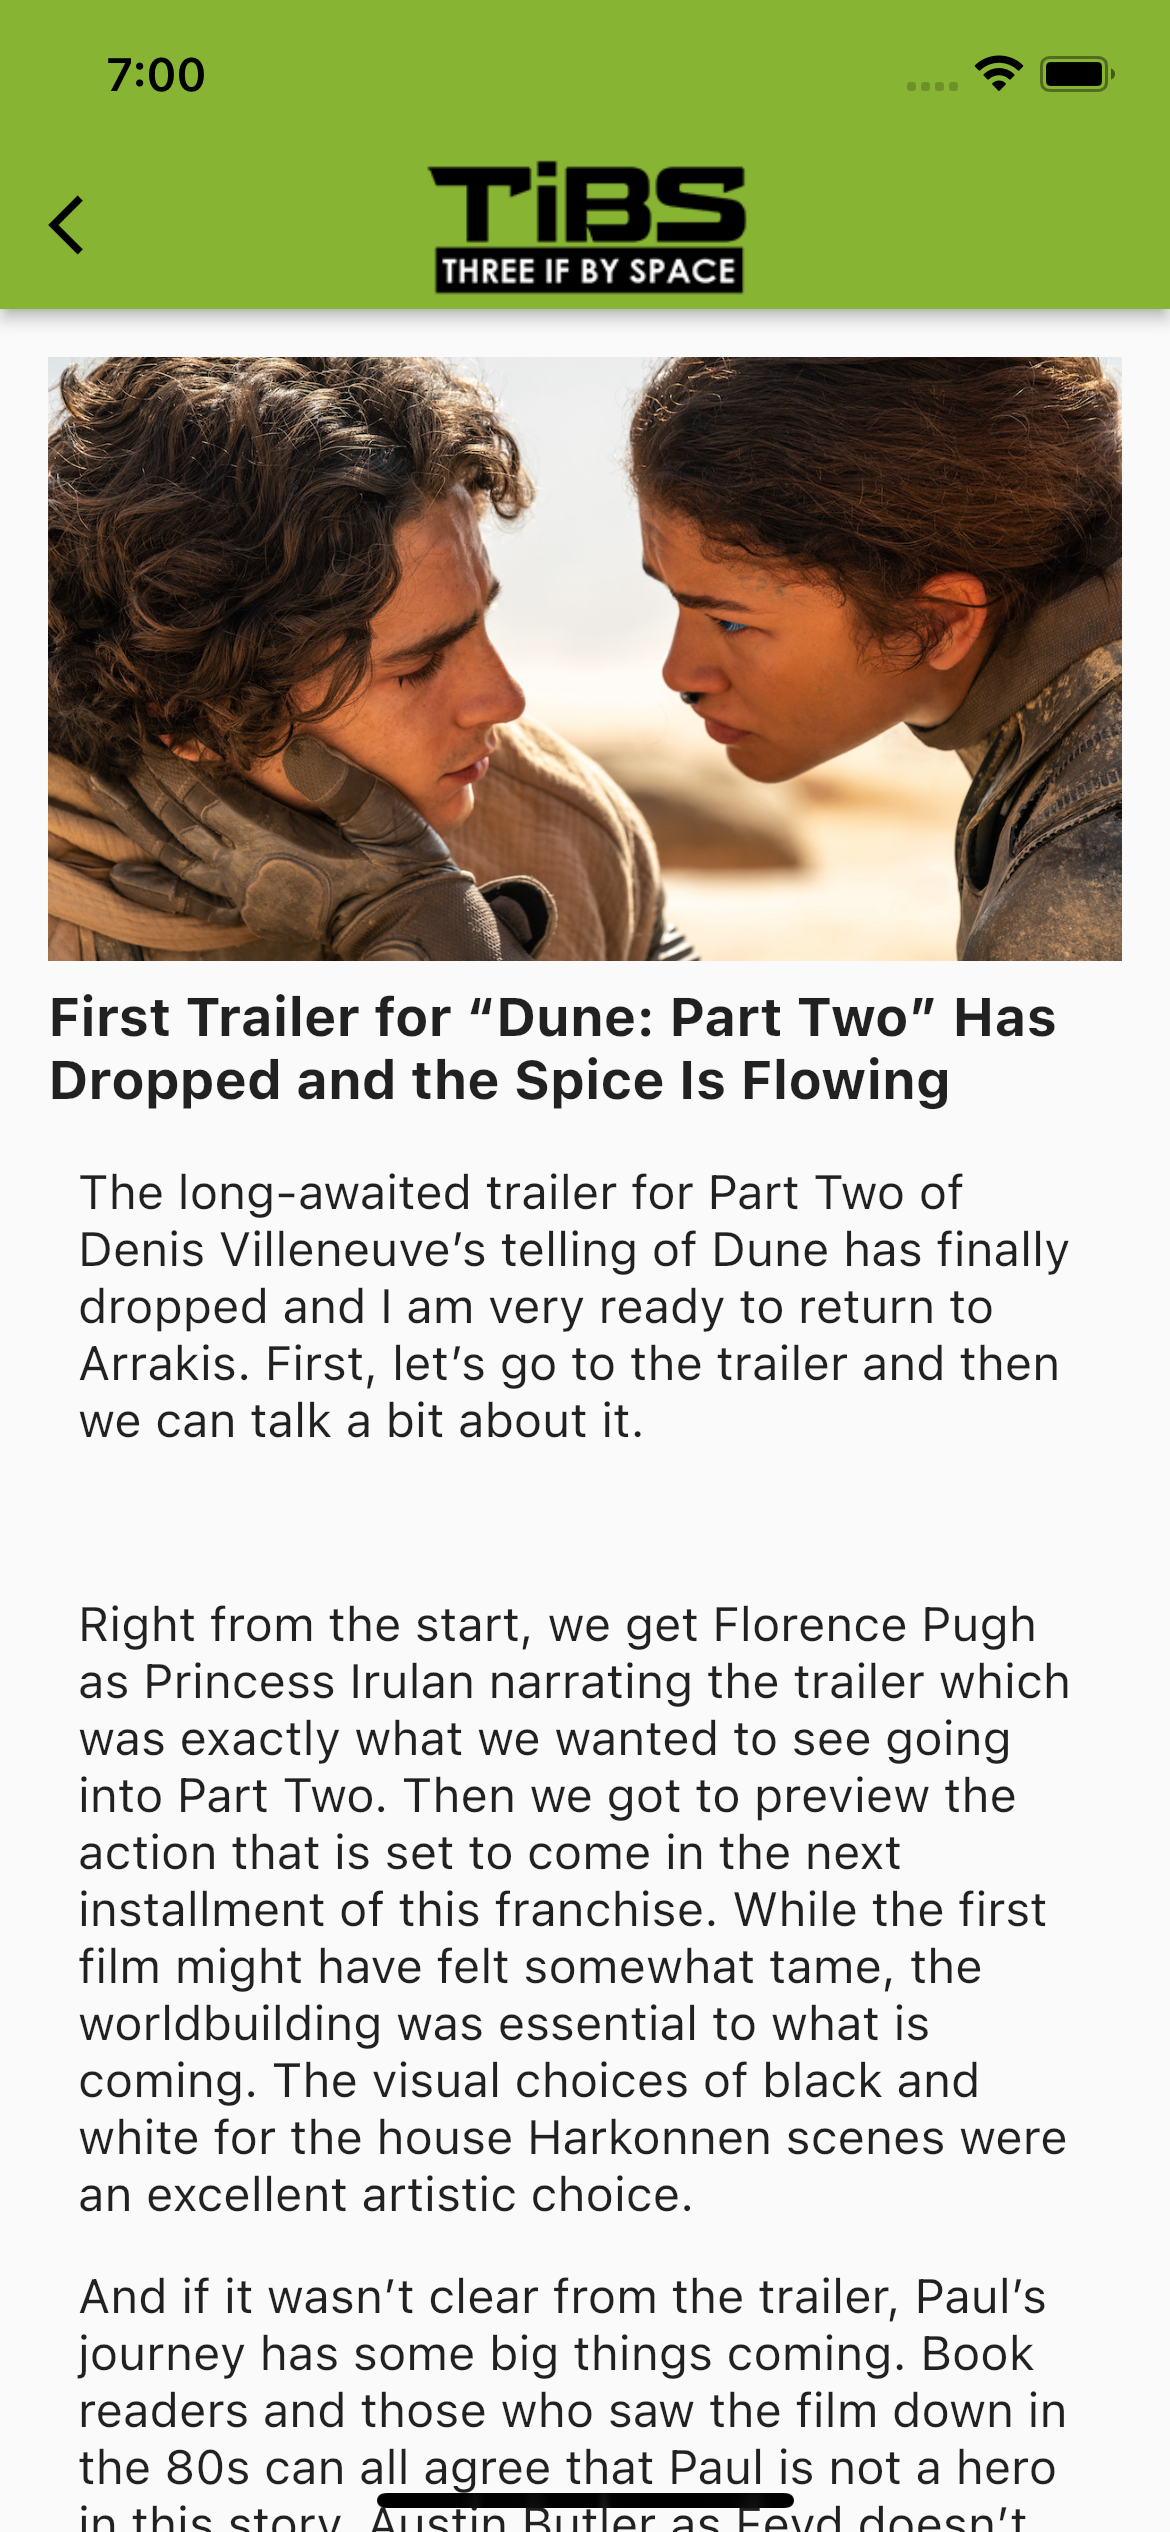 7:00
TiBS
THREE IF BY SPACE
First Trailer for “Dune: Part Two” Has
Dropped and the Spice Is Flowing
The long-awaited trailer for Part Two of
Denis Villeneuve’s telling of Dune has finally
dropped and I am very ready to return to
Arrakis. First, let’s go to the trailer and then
we can talk a bit about it.
Right from the start, we get Florence Pugh
as Princess Irulan narrating the trailer which
was exactly what we wanted to see going
into Part Two. Then we got to preview the
action that is set to come in the next
installment of this franchise. While the first
film might have felt somewhat tame, the
worldbuilding was essential to what is
coming. The visual choices of black and
white for the house Harkonnen scenes were
an excellent artistic choice.
And if it wasn’t clear from the trailer, Paul’s
journey has some big things coming. Book
readers and those who saw the film down in
the 80s can all agree that Paul is not a hero
in this story. Austin Butler as Feyd doesn’t